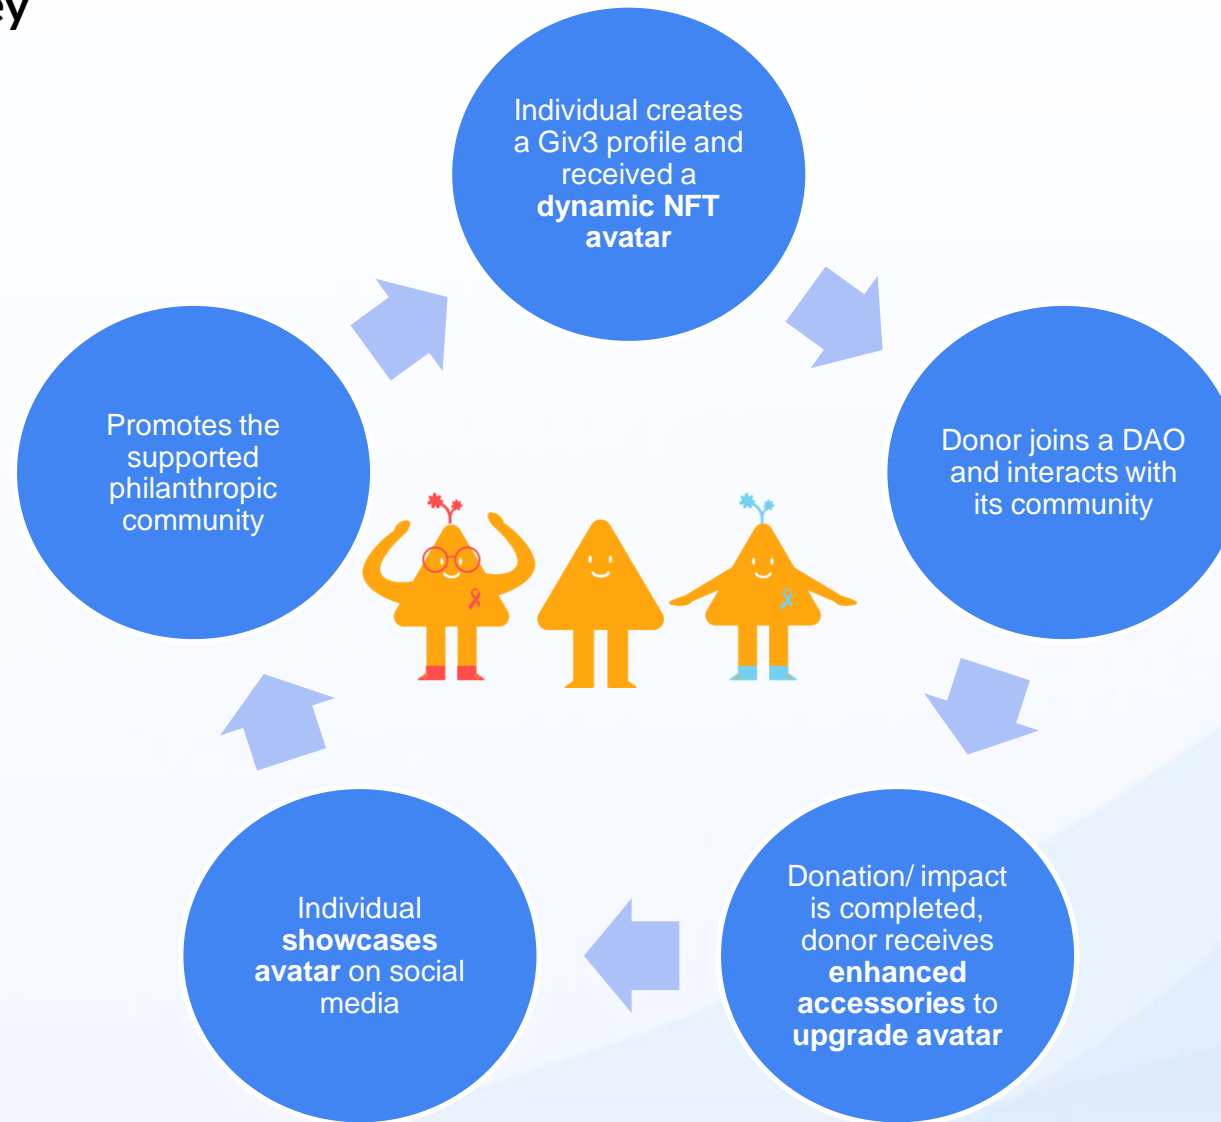 Individual creates
a Giv3 profile and
received a
dynamic NFT
avatar
Donor joins a DAO
and interacts with
its community
Donation/ impact
is completed,
donor receives
enhanced
accessories to
upgrade avatar
Individual
showcases
avatar on social
media
Promotes the
supported
philanthropic
community